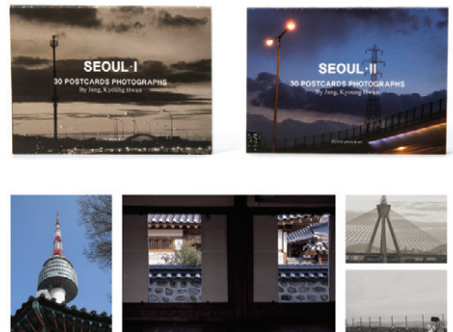 SEOUL·I
30 POSTCARDS PHOTOGRAPHS
By Jang, Kyoung Hwan
SEOUL·II
30 POSTCARDS PHOTOGRAPHS
By Jang, Kyoung Hwan